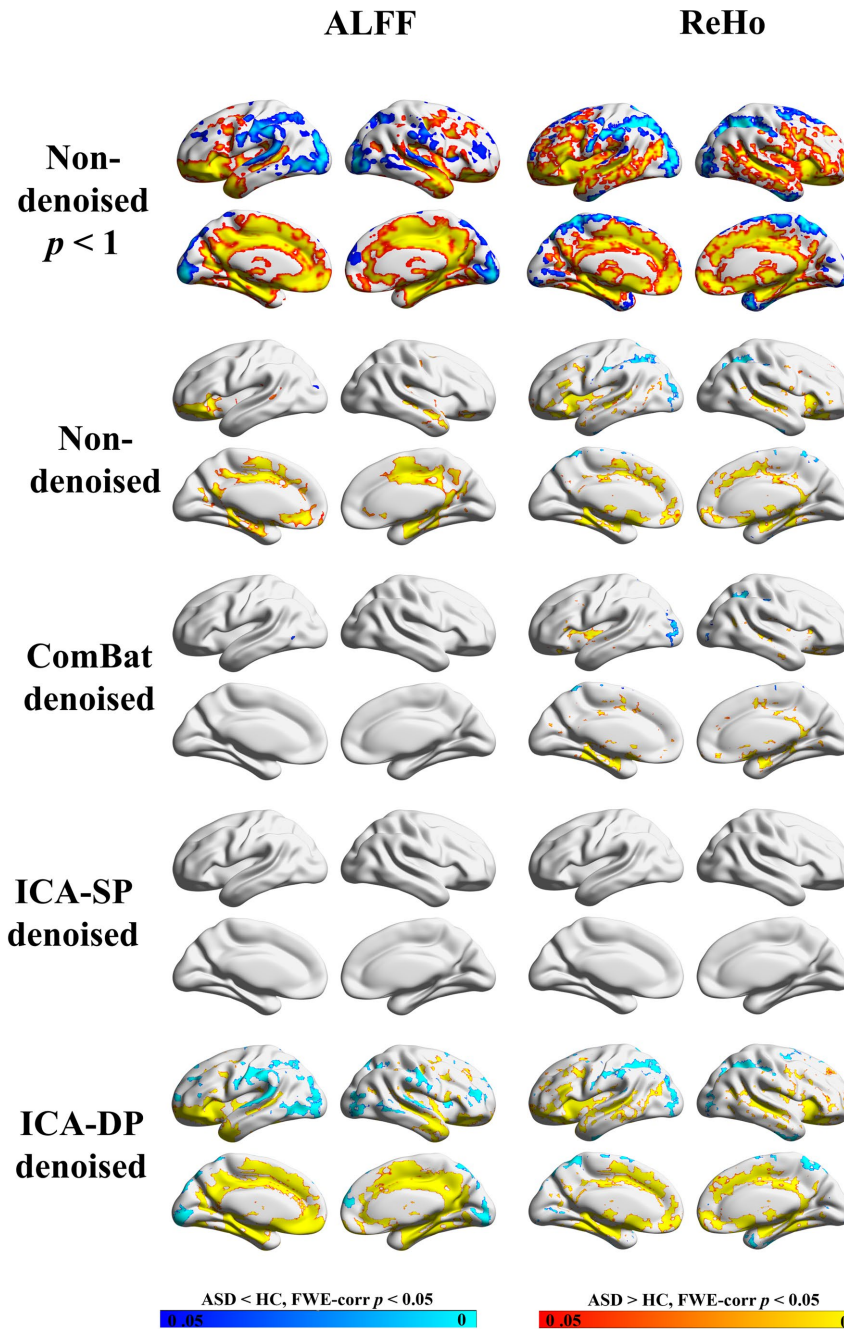 ALFF ReHo
Non-
denoised
p < 1
Non-
denoised
ComBat
denoised
ICA-SP
denoised
ICA-DP
denoised
ASD < HC, FWE-corr p < 0.05 ASD > HC, FWE-corr p < 0.05
0.05 0 0.05